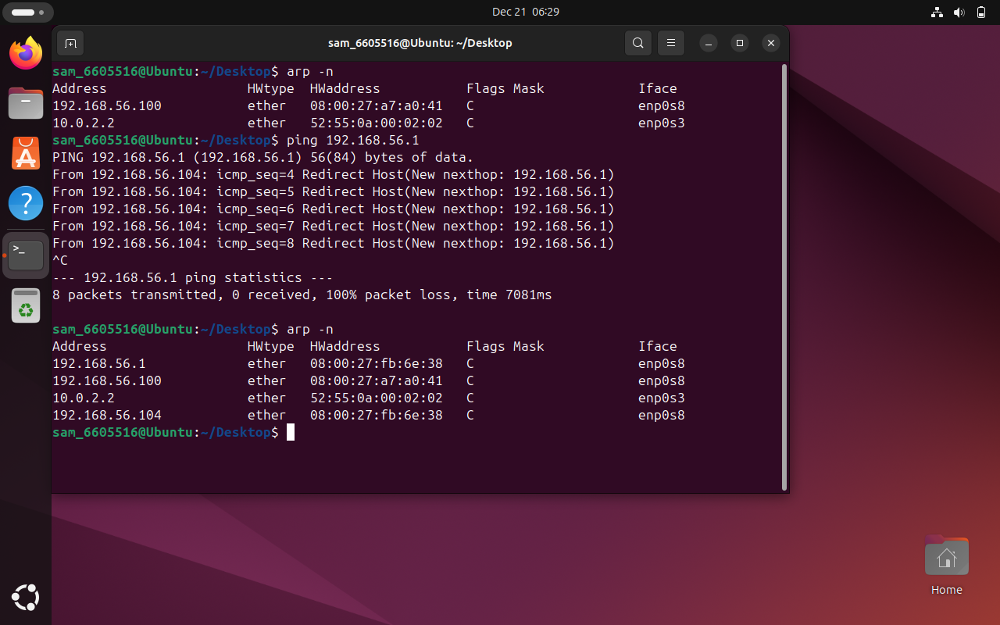 Dec 21 06:29
sam_6605516@Ubuntu: ~/Desktop
sam_6605516@Ubuntu:~/Desktop$ arp -n
Address HWtype HWaddress Flags Mask Iface
192.168.56.100 ether 08:00:27:a7:a0:41 C enp0s8
10.0.2.2 ether 52:55:0a:00:02:02 C enp0s3
sam_6605516@Ubuntu:~/Desktop$ ping 192.168.56.1
PING 192.168.56.1 (192.168.56.1) 56(84) bytes of data.
From 192.168.56.104: icmp_seq=4 Redirect Host(New nexthop: 192.168.56.1)
From 192.168.56.104: icmp_seq=5 Redirect Host(New nexthop: 192.168.56.1)
From 192.168.56.104: icmp_seq=6 Redirect Host(New nexthop: 192.168.56.1)
From 192.168.56.104: icmp_seq=7 Redirect Host(New nexthop: 192.168.56.1)
From 192.168.56.104: icmp_seq=8 Redirect Host(New nexthop: 192.168.56.1)
^C
--- 192.168.56.1 ping statistics ---
8 packets transmitted, 0 received, 100% packet loss, time 7081ms
sam_6605516@Ubuntu:~/Desktop$ arp -n
Address HWtype HWaddress Flags Mask Iface
192.168.56.1 ether 08:00:27:fb:6e:38 C enp0s8
192.168.56.100 ether 08:00:27:a7:a0:41 C enp0s8
10.0.2.2 ether 52:55:0a:00:02:02 C enp0s3
192.168.56.104 ether 08:00:27:fb:6e:38 C enp0s8
sam_6605516@Ubuntu:~/Desktop$
Home